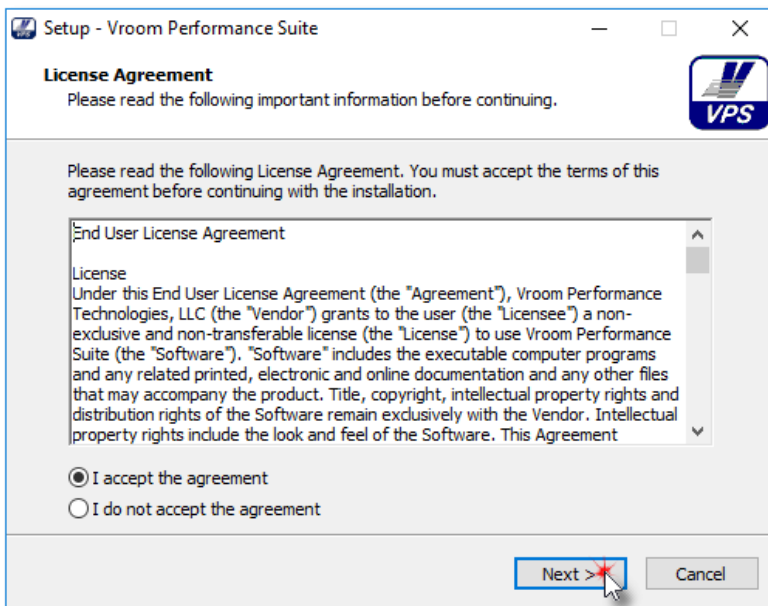 Setup - Vroom Performance Suite
License Agreement
Please read the following important information before continuing.
VPS
Please read the following License Agreement. You must accept the terms of this
agreement before continuing with the installation.
End User License Agreement
License
Under this End User License Agreement (the "Agreement"), Vroom Performance
Technologies, LLC (the "Vendor") grants to the user (the "Licensee") a non-
exclusive and non-transferable license (the "License") to use Vroom Performance
Suite (the "Software"). "Software" includes the executable computer programs
and any related printed, electronic and online documentation and any other files
that may accompany the product. Title, copyright, intellectual property rights and
distribution rights of the Software remain exclusively with the Vendor. Intellectual
property rights include the look and feel of the Software. This Agreement
I accept the agreement
I do not accept the agreement
Next >
Cancel